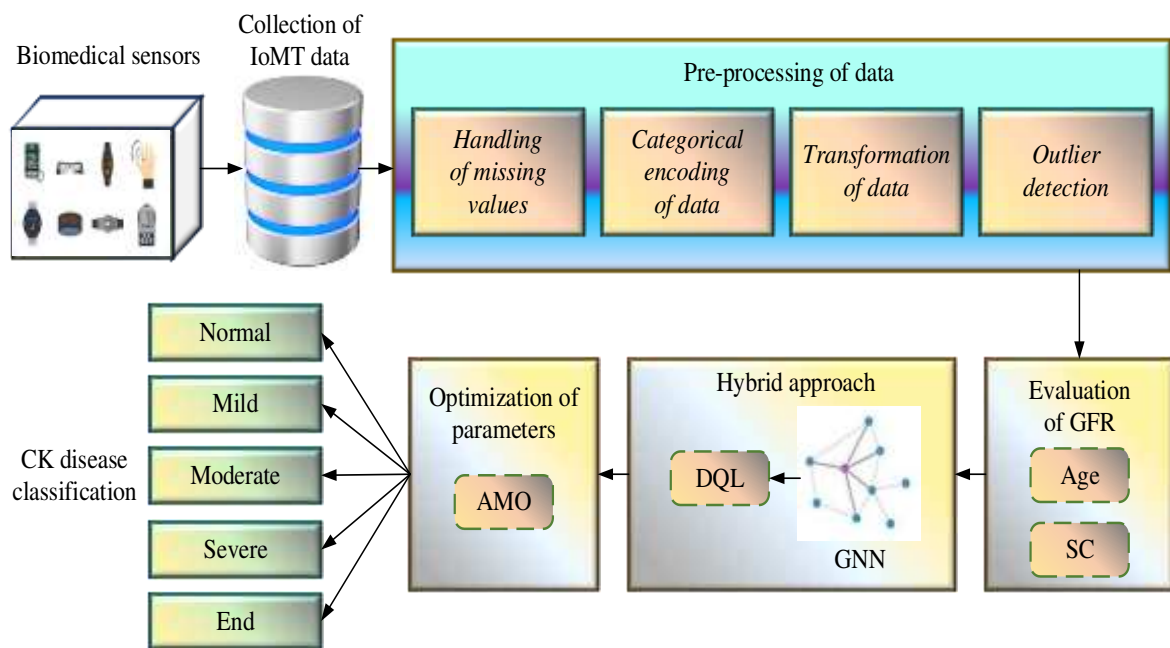 Biomedical sensors
Collection of
IoMT data
Pre-processing of data
Handling
of missing
values
Categorical
encoding
of data
Transformation
of data
Outlier
detection
Evaluation
of GFR
Age
SC
Hybrid approach
DQL
GNN
Optimization of
parameters
AMO
CK disease
classification
Normal
Mild
Moderate
Severe
End